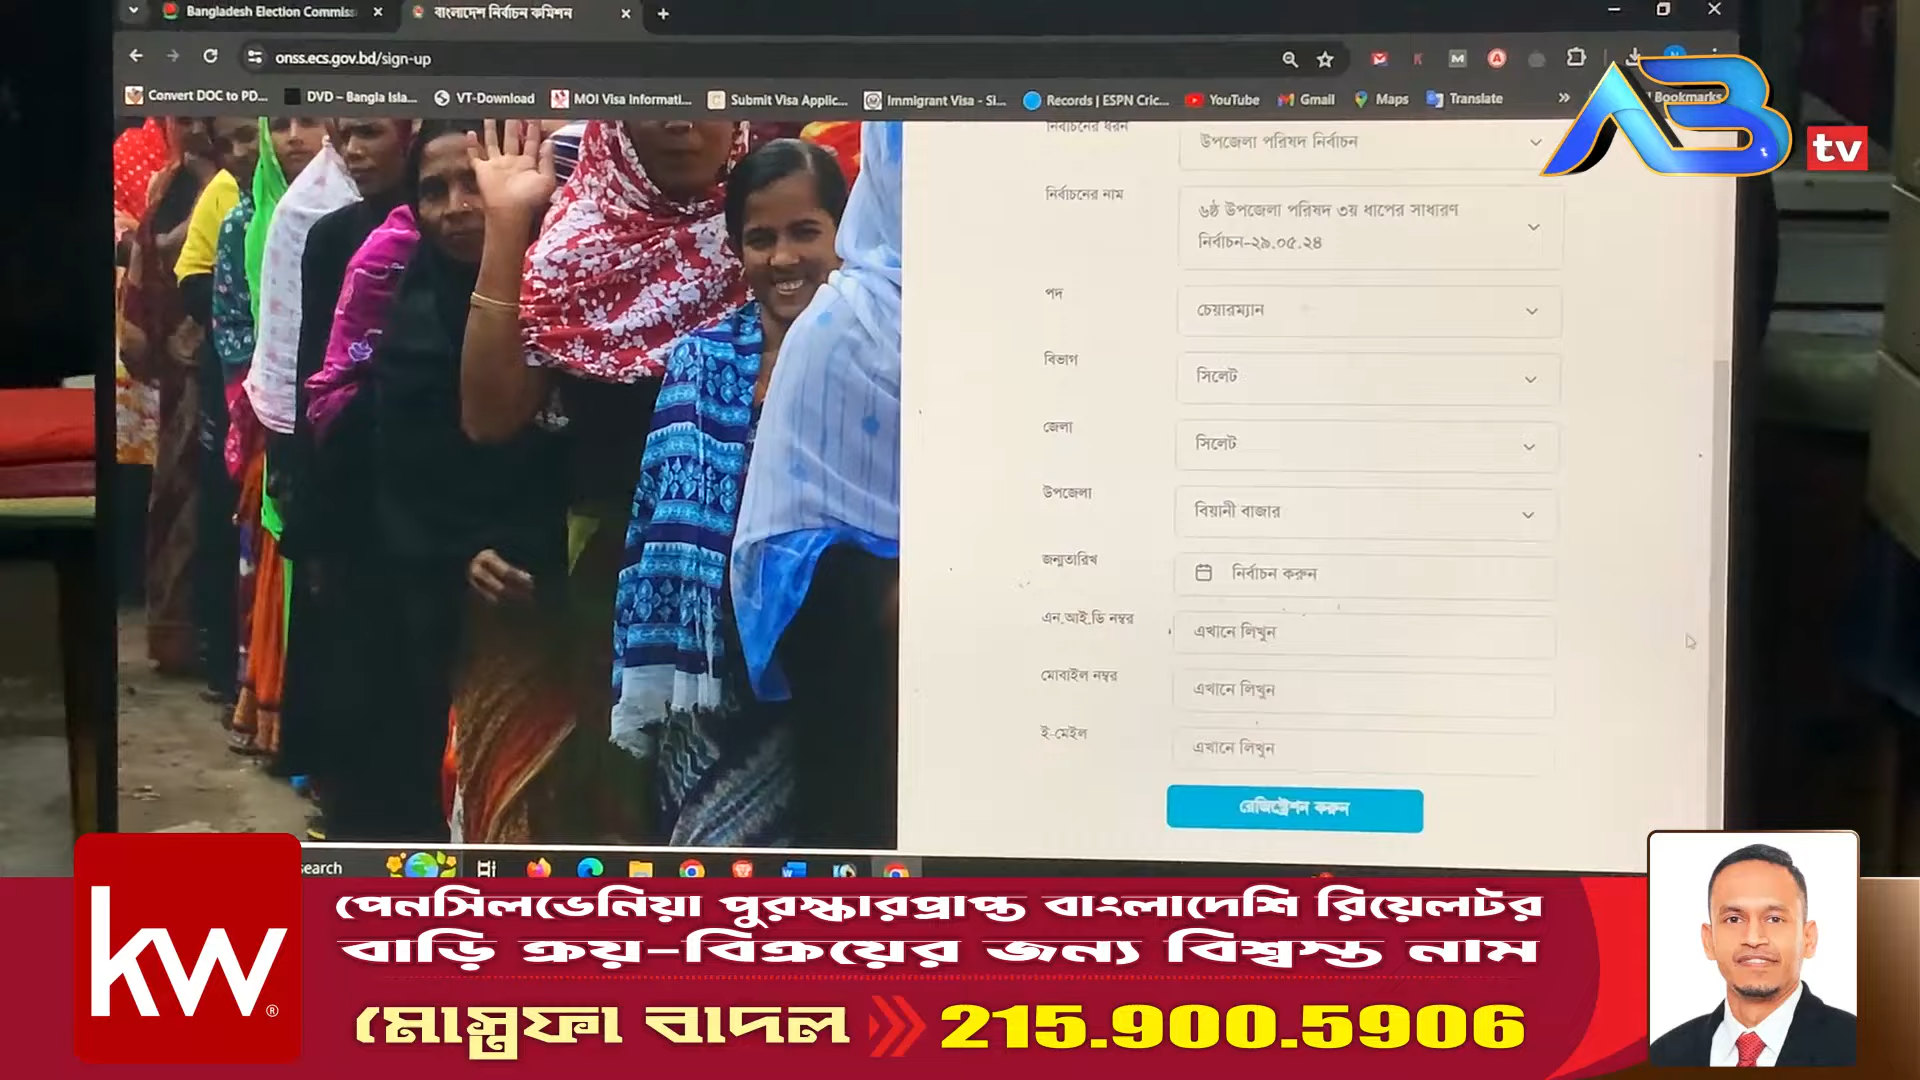 Bangladesh Election Commiss
বাংলাদেশ নির্বাচন কমিশন
onss.ecs.gov.bd/sign-up
Convert DOC to PD...
DVD – Bangla Isla...
VT-Download
MOI Visa Informati...
Submit Visa Applic...
Immigrant Visa - Si...
Records | ESPN Cric...
YouTube
Gmail
Maps
Translate
Bookmarks
AB
tv
নির্বাচনের ধরন
উপজেলা পরিষদ নির্বাচন
নির্বাচনের নাম
৬ষ্ঠ উপজেলা পরিষদ ৩য় ধাপের সাধারণ
নির্বাচন-২৯.০৫.২৪
পদ
চেয়ারম্যান
বিভাগ
সিলেট
জেলা
সিলেট
উপজেলা
বিয়ানী বাজার
জন্মতারিখ
নির্বাচন করুন
এন.আই.ডি নম্বর
এখানে লিখুন
মোবাইল নম্বর
এখানে লিখুন
ই-মেইল
এখানে লিখুন
রেজিস্ট্রেশন করুন
search
kw
পেনসিলভেনিয়া পুরস্কারপ্রাপ্ত বাংলাদেশি রিয়েলটর
বাড়ি ক্রয়-বিক্রয়ের জন্য বিশ্বস্ত নাম
মোস্তফা বাদল
215.900.5906